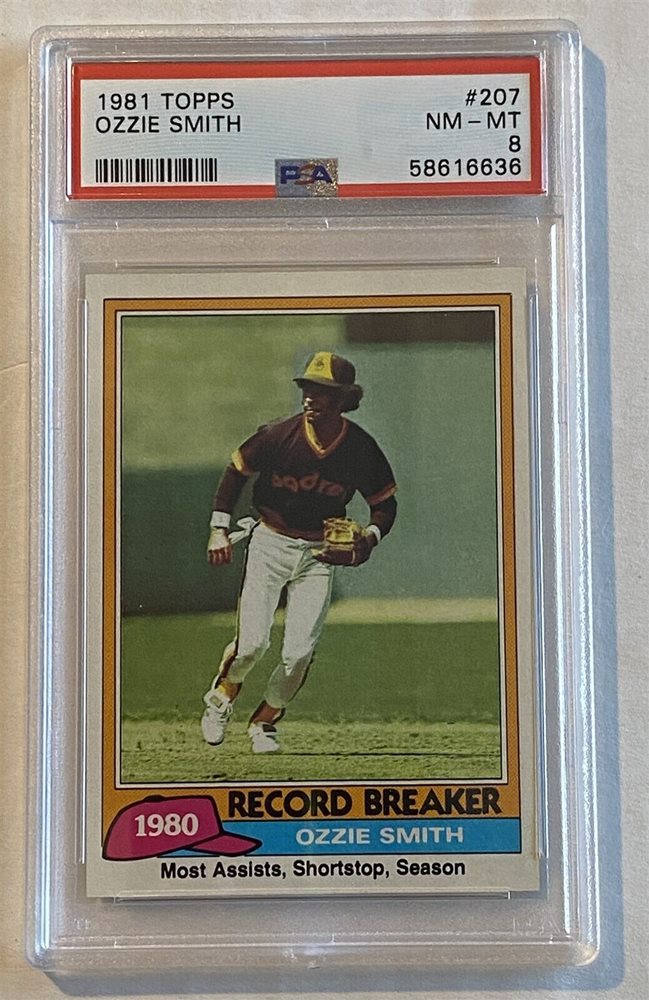 1981 TOPPS #207
OZZIE SMITH NM - MT
8
PSA 58616636
Padres
RECORD BREAKER
1980
OZZIE SMITH
Most Assists, Shortstop, Season